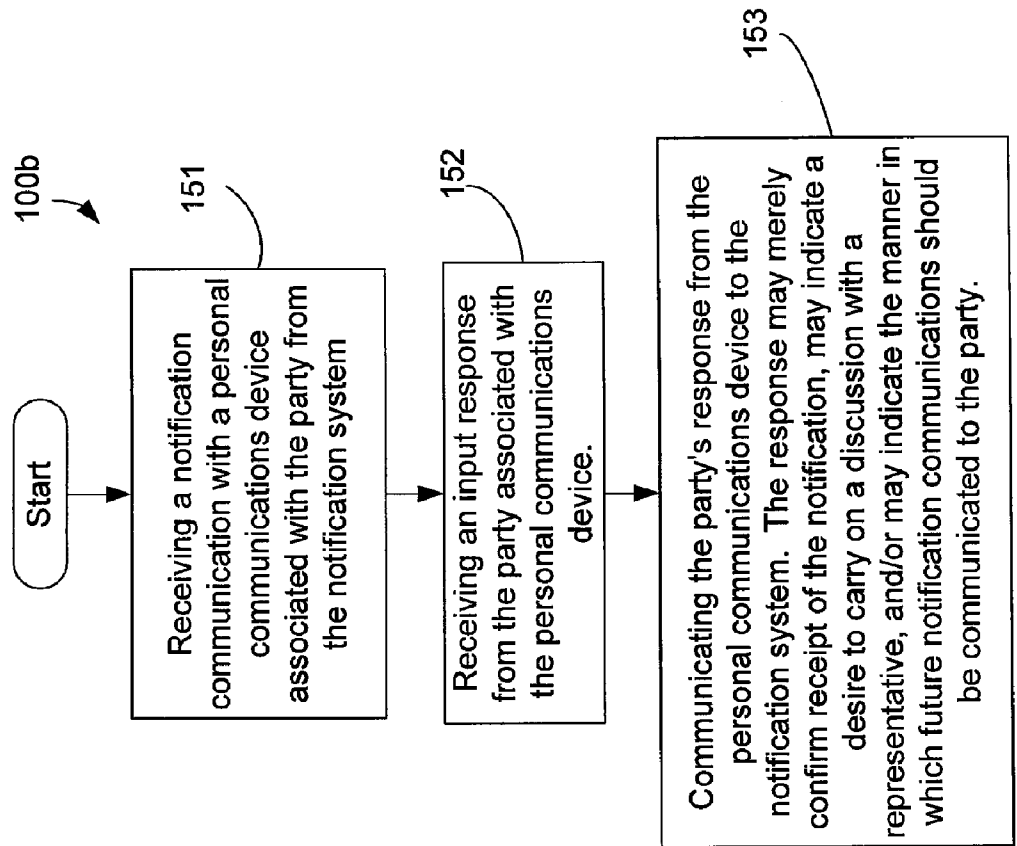 100b
Start
151
Receiving a notification
communication with a personal
communications device
associated with the party from
the notification system
152
Receiving an input response
from the party associated with
the personal communications
device.
153
Communicating the party's response from the
personal communications device to the
notification system. The response may merely
confirm receipt of the notification, may indicate a
desire to carry on a discussion with a
representative, and/or may indicate the manner in
which future notification communications should
be communicated to the party.